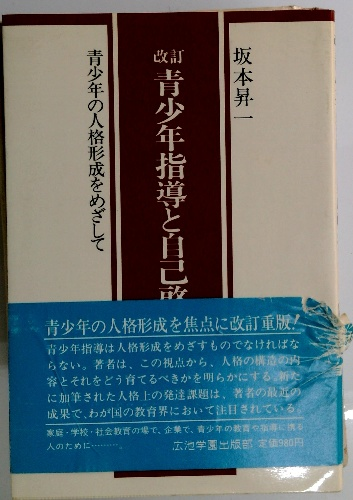 坂本昇一
改訂
青少年指導と自己改
青少年の人格形成をめざして
青少年の人格形成を焦点に改訂重版!
青少年指導は人格形成をめざすものでなければな
らない。著者は、この視点から、人格の構造の内
容とそれをどう育てるべきかを明らかにする。新た
に加筆された人格上の発達課題は、著者の最近の
成果で、わが国の教育界において注目されている
家庭・学校・社会教育の場で、企業で、青少年の教育や指導に携る
人のために………。
広池学園出版部 定価980円